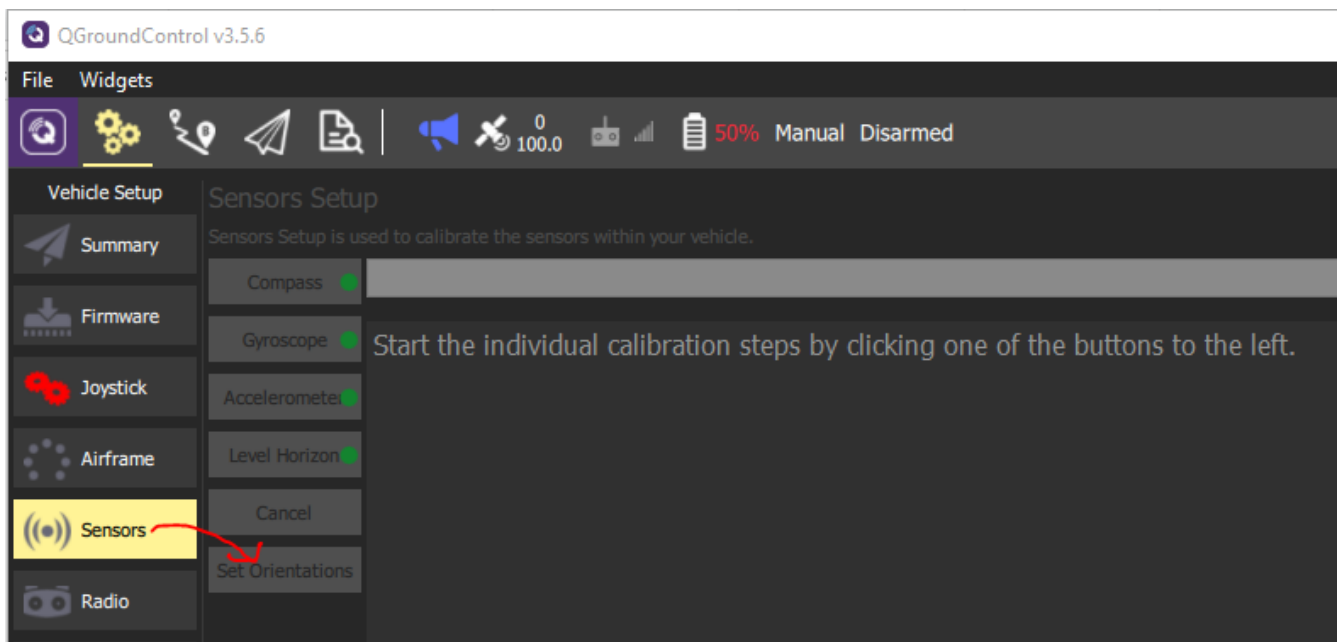 QGroundControl v3.5.6
File Widgets
0
100.0
50% Manual Disarmed
Vehicle Setup
Summary
Firmware
Joystick
Airframe
Sensors
Radio
Sensors Setup
Sensors Setup is used to calibrate the sensors within your vehicle.
Compass
Gyroscope
Accelerometer
Level Horizon
Cancel
Set Orientations
Start the individual calibration steps by clicking one of the buttons to the left.